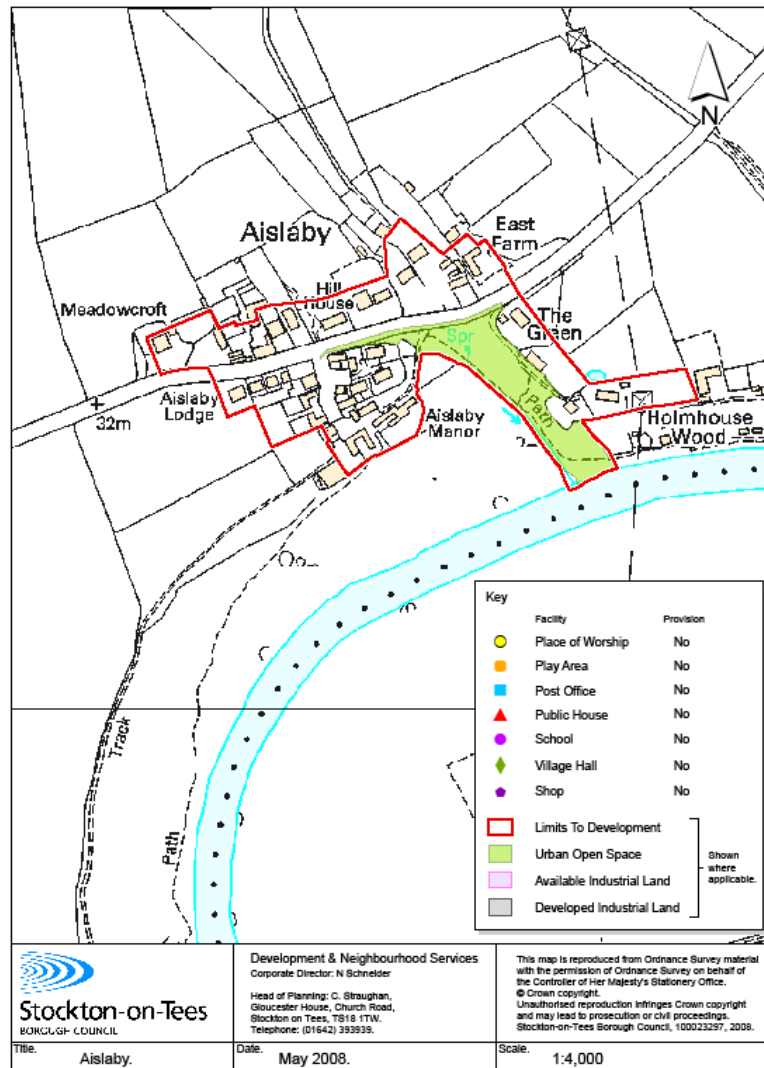 N
Aislaby
East
Farm
Meadowcroft
Hill
House
The
Green
Spr
Path
Aislaby
Lodge
32m
Aislaby
Manor
Holmhouse
Wood
Track
Path
Key
Facility Provision
Place of Worship No
Play Area No
Post Office No
Public House No
School No
Village Hall No
Shop No
Limits To Development
Urban Open Space
Available Industrial Land
Developed Industrial Land
Shown
where
applicable.
Stockton-on-Tees
BOROUGH COUNCIL
Development & Neighbourhood Services
Corporate Director: N Schneider
Head of Planning: C. Straughan,
Gloucester House, Church Road,
Stockton on Tees, TS18 1TW.
Telephone: (01642) 393939.
This map is reproduced from Ordnance Survey material
with the permission of Ordnance Survey on behalf of
the Controller of Her Majesty's Stationery Office.
© Crown copyright.
Unauthorised reproduction infringes Crown copyright
and may lead to prosecution or civil proceedings.
Stockton-on-Tees Borough Council, 100023297, 2008.
Title. Aislaby.
Date. May 2008.
Scale. 1:4,000